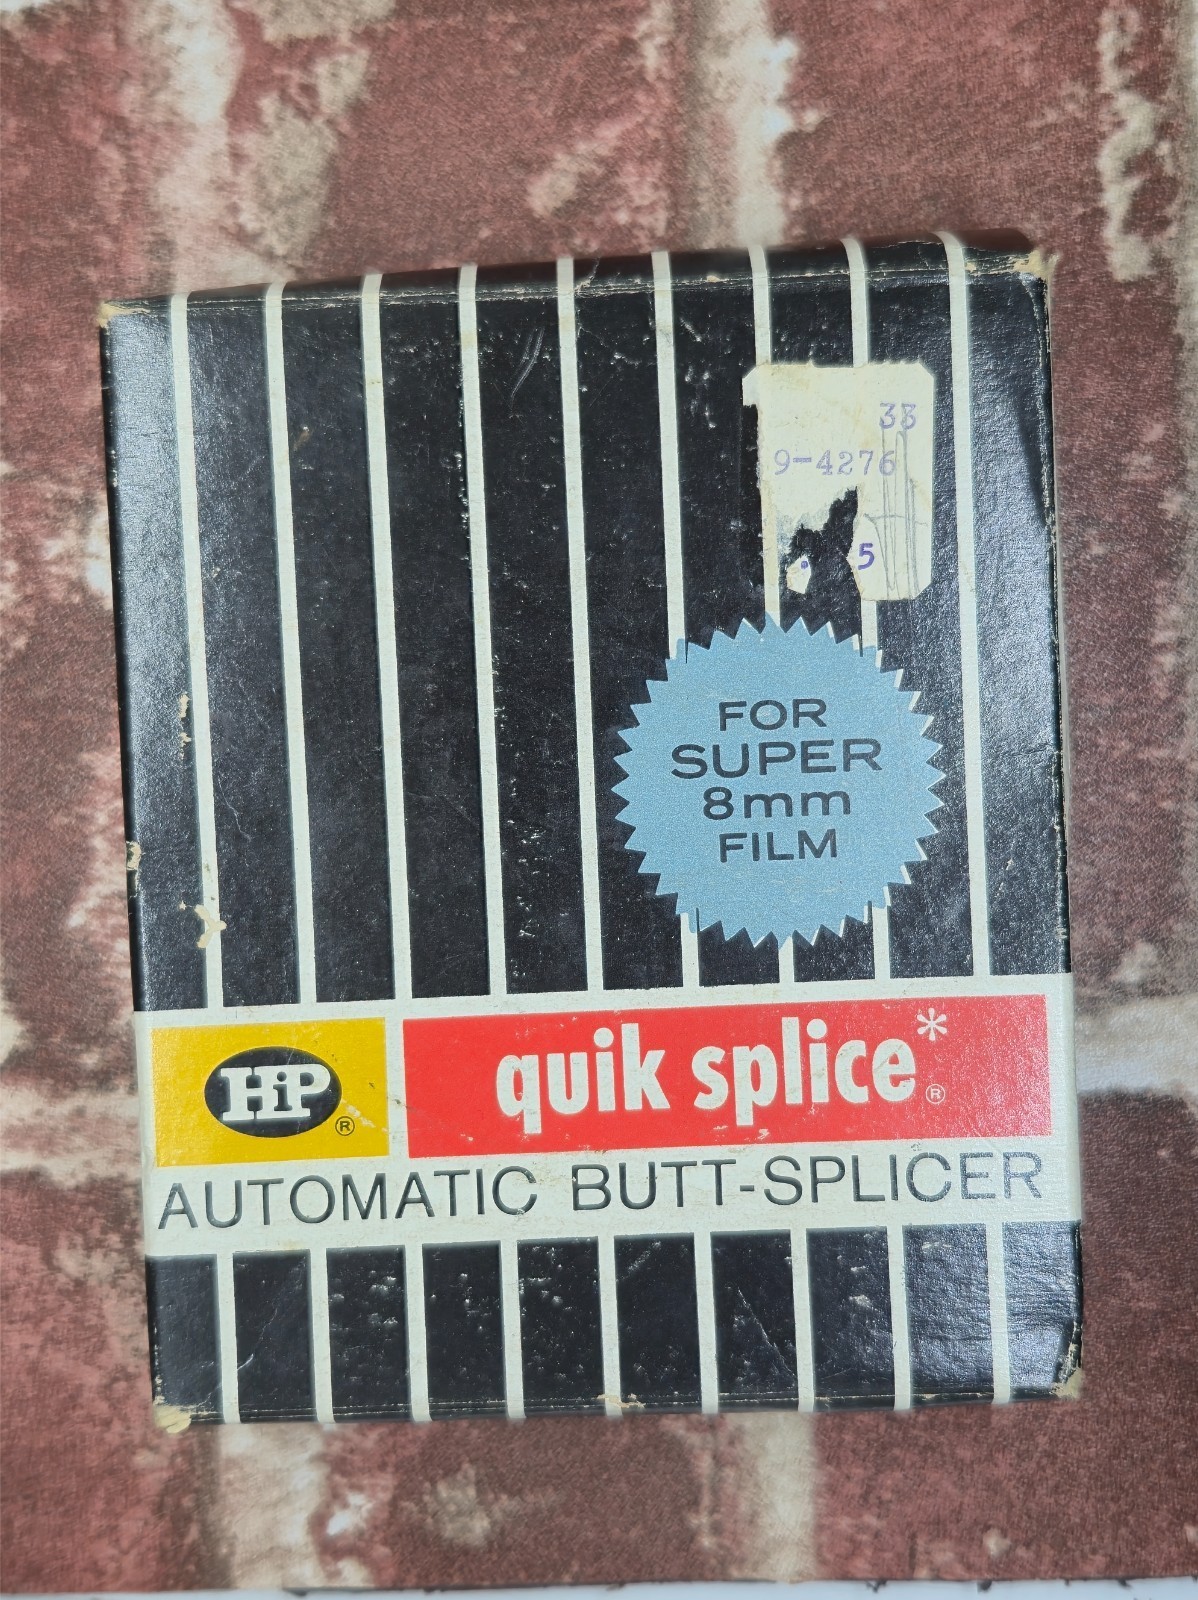 38
9-4276
. 5
FOR
SUPER
8mm
FILM
HiP®
quik splice*®
AUTOMATIC BUTT-SPLICER